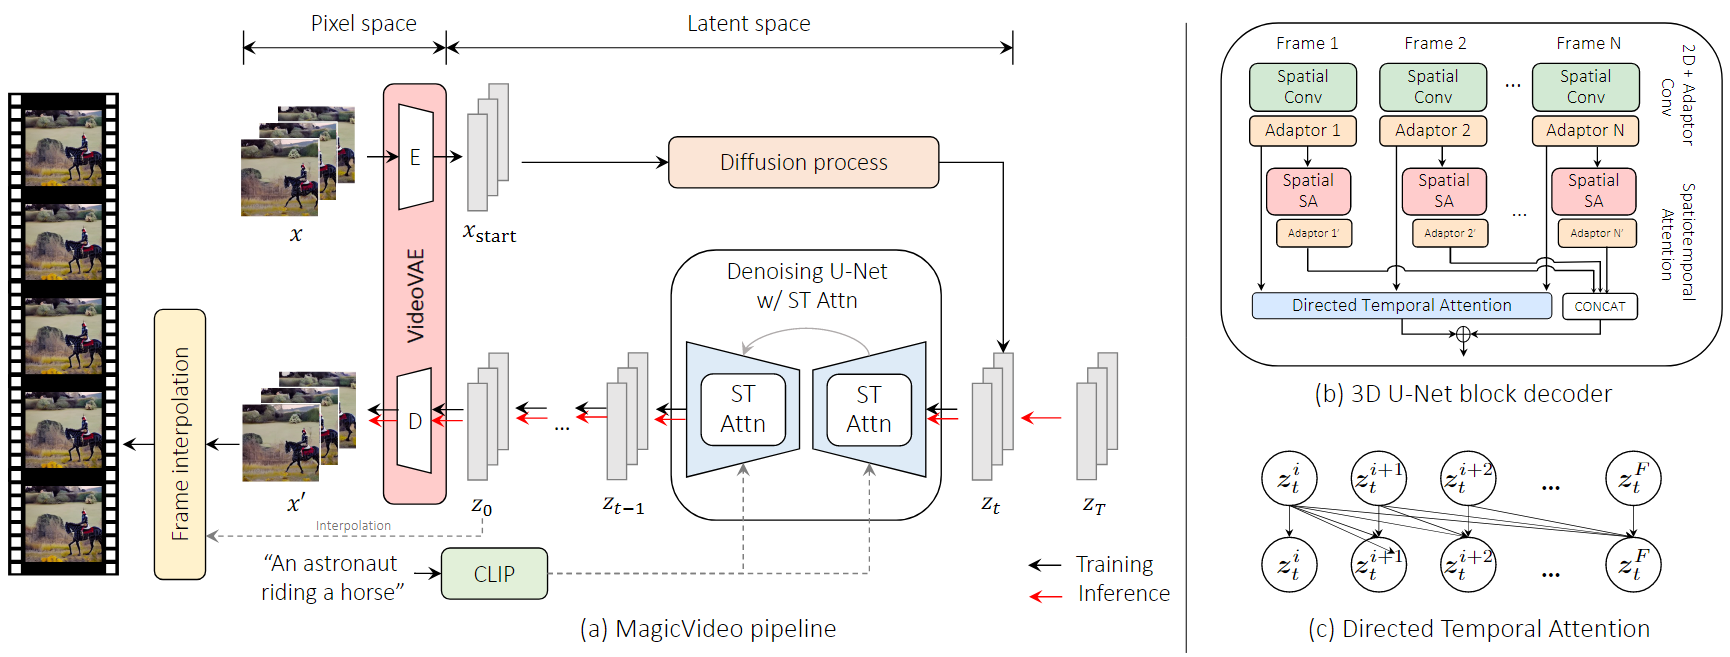 Pixel space
Latent space
E
x
x_start
Diffusion process
VideoVAE
Denoising U-Net
w/ ST Attn
ST
Attn
ST
Attn
D
...
Frame interpolation
x′
z_0
z_{t−1}
z_t
z_T
Interpolation
“An astronaut
riding a horse”
CLIP
Training
Inference
(a) MagicVideo pipeline
Frame 1
Frame 2
Frame N
Spatial
Conv
Spatial
Conv
...
Spatial
Conv
2D + Adaptor
Conv
Adaptor 1
Adaptor 2
Adaptor N
Spatial
SA
Spatial
SA
...
Spatial
SA
Spatiotemporal
Attention
Adaptor 1′
Adaptor 2′
Adaptor N′
Directed Temporal Attention
CONCAT
(b) 3D U-Net block decoder
z_t^i
z_t^{i+1}
z_t^{i+2}
...
z_t^F
z_t^i
z_t^{i+1}
z_t^{i+2}
...
z_t^F
(c) Directed Temporal Attention